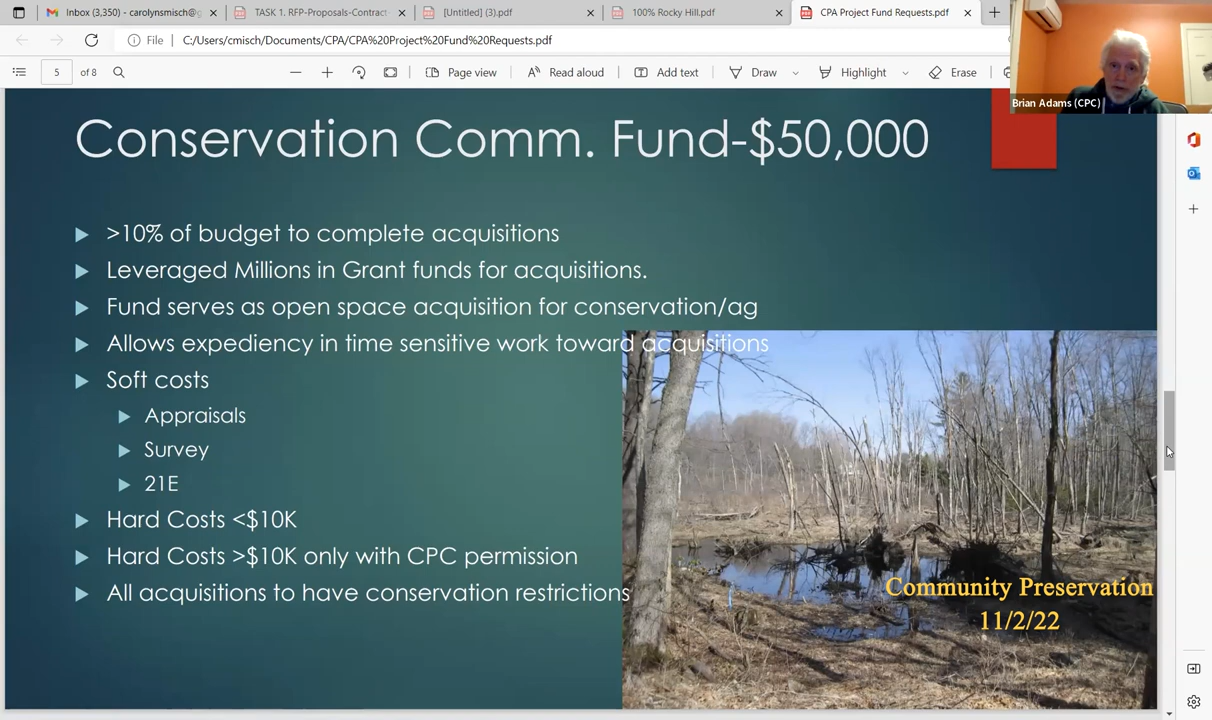 Inbox (3,350) - carolynsmisch@g
TASK 1. RFP-Proposals-Contract-
[Untitled] (3).pdf
100% Rocky Hill.pdf
CPA Project Fund Requests.pdf
File
C:/Users/cmisch/Documents/CPA/CPA%20Project%20Fund%20Requests.pdf
5 of 8
Page view
Read aloud
Add text
Draw
Highlight
Erase
Brian Adams (CPC)
Conservation Comm. Fund-$50,000
>10% of budget to complete acquisitions
Leveraged Millions in Grant funds for acquisitions.
Fund serves as open space acquisition for conservation/ag
Allows expediency in time sensitive work toward acquisitions
Soft costs
Appraisals
Survey
21E
Hard Costs <$10K
Hard Costs >$10K only with CPC permission
All acquisitions to have conservation restrictions
Community Preservation
11/2/22